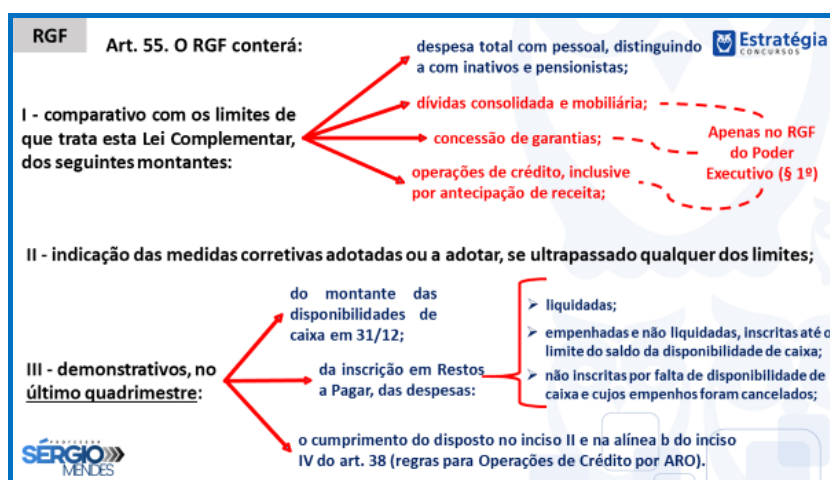 RGF
Art. 55. O RGF conterá:
Estratégia
CONCURSOS
despesa total com pessoal, distinguindo
a com inativos e pensionistas;
I - comparativo com os limites de
que trata esta Lei Complementar,
dos seguintes montantes:
dívidas consolidada e mobiliária;
concessão de garantias;
operações de crédito, inclusive
por antecipação de receita;
Apenas no RGF
do Poder
Executivo (§ 1º)
II - indicação das medidas corretivas adotadas ou a adotar, se ultrapassado qualquer dos limites;
III - demonstrativos, no
último quadrimestre:
do montante das
disponibilidades de
caixa em 31/12;
da inscrição em Restos
a Pagar, das despesas:
liquidadas;
empenhadas e não liquidadas, inscritas até o
limite do saldo da disponibilidade de caixa;
não inscritas por falta de disponibilidade de
caixa e cujos empenhos foram cancelados;
o cumprimento do disposto no inciso II e na alínea b do inciso
IV do art. 38 (regras para Operações de Crédito por ARO).
PROFESSOR
SÉRGIO
MENDES